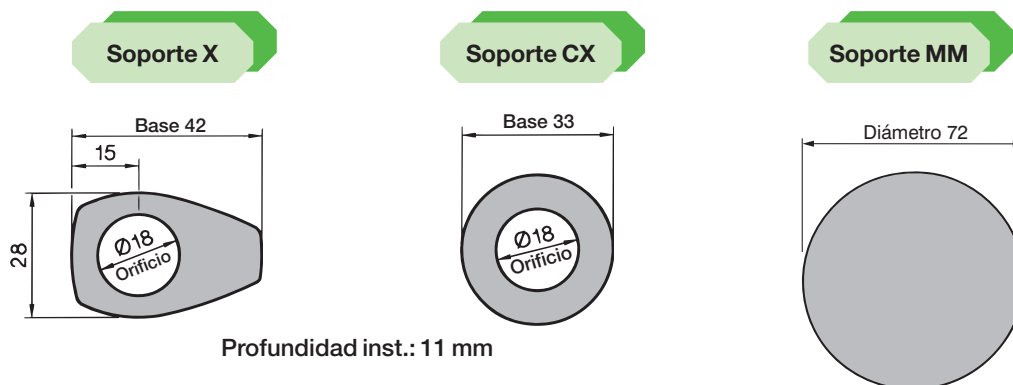 Soporte X
Soporte CX
Soporte MM
Base 42
15
28
Ø18
Orificio
Base 33
Ø18
Orificio
Diámetro 72
Profundidad inst.: 11 mm